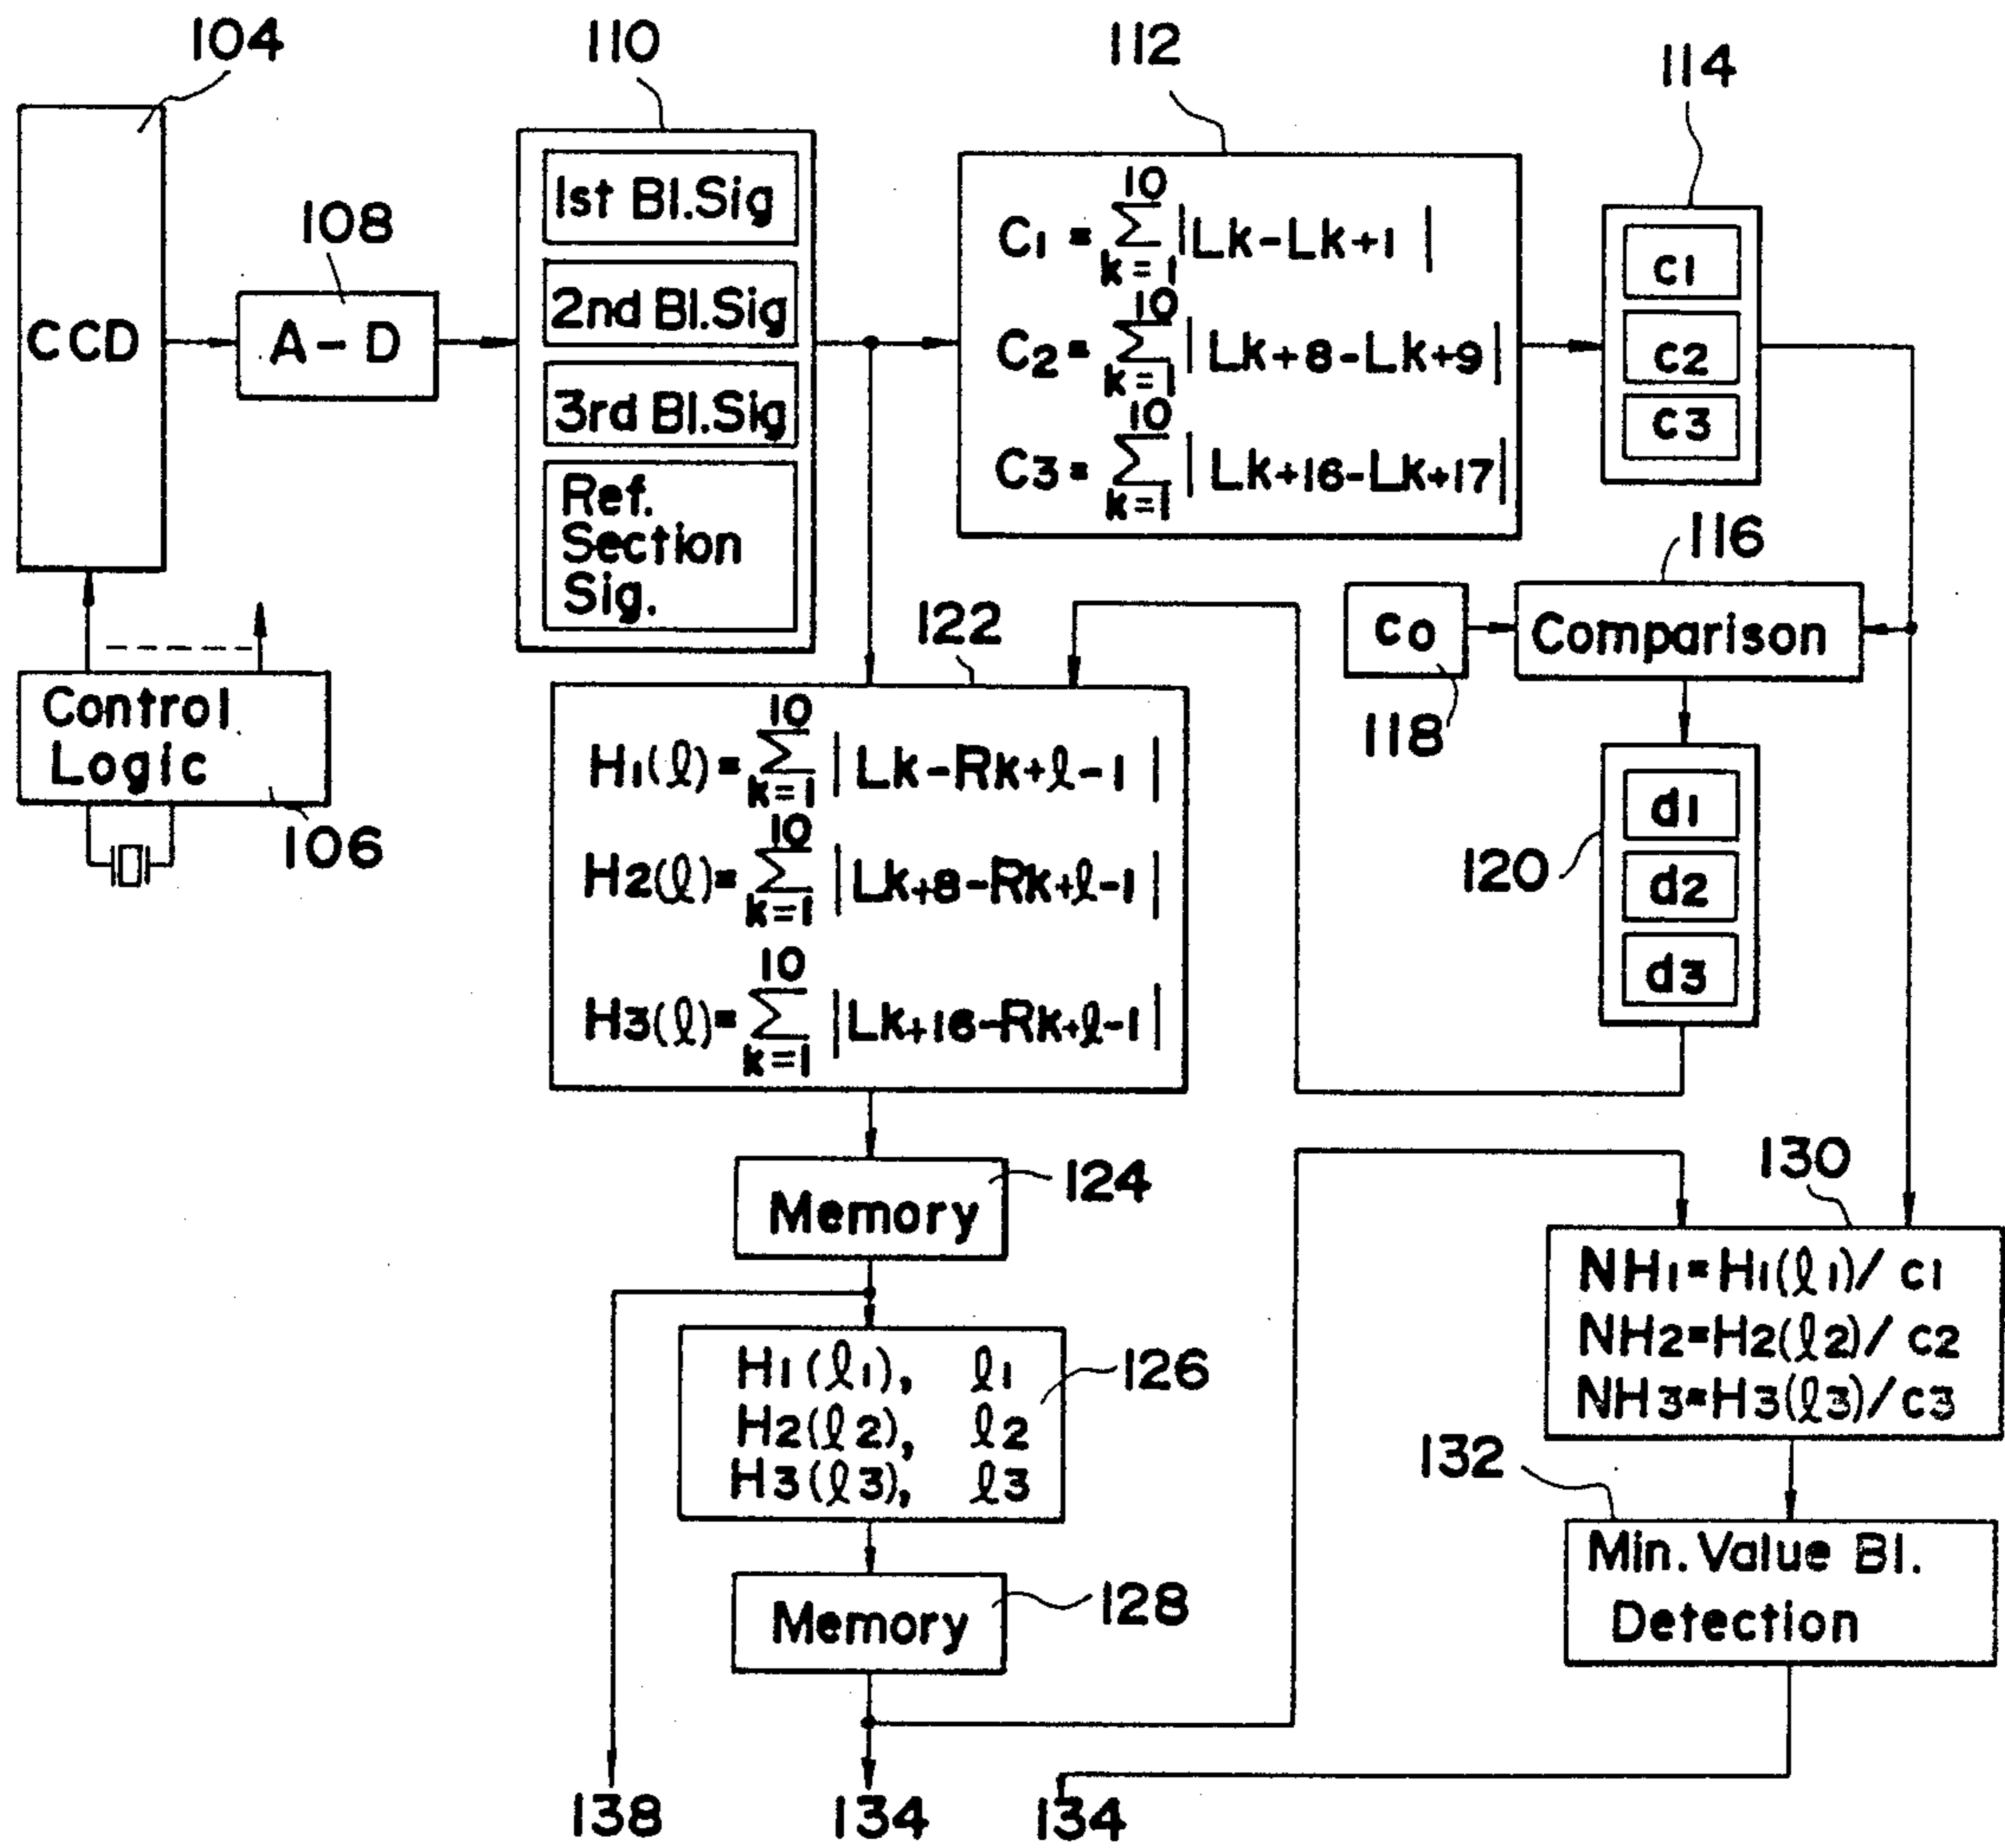 104
CCD
Control
Logic
106
108
A-D
110
1st Bl.Sig
2nd Bl.Sig
3rd Bl.Sig
Ref.
Section
Sig.
112
C1 = 10∑k=1 |Lk-Lk+1|
C2= 10∑k=1 |Lk+8-Lk+9|
C3= 10∑k=1 |Lk+16-Lk+17|
114
c1
c2
c3
116
Comparison
co
118
120
d1
d2
d3
122
H1(ℓ)= 10∑k=1 |Lk-Rk+ℓ-1|
H2(ℓ)= 10∑k=1 |Lk+8-Rk+ℓ-1|
H3(ℓ)= 10∑k=1 |Lk+16-Rk+ℓ-1|
Memory
124
H1(ℓ1), ℓ1
H2(ℓ2), ℓ2
H3(ℓ3), ℓ3
126
Memory
128
130
NH1=H1(ℓ1)/c1
NH2=H2(ℓ2)/c2
NH3=H3(ℓ3)/c3
132
Min. Value Bl.
Detection
138
134
134